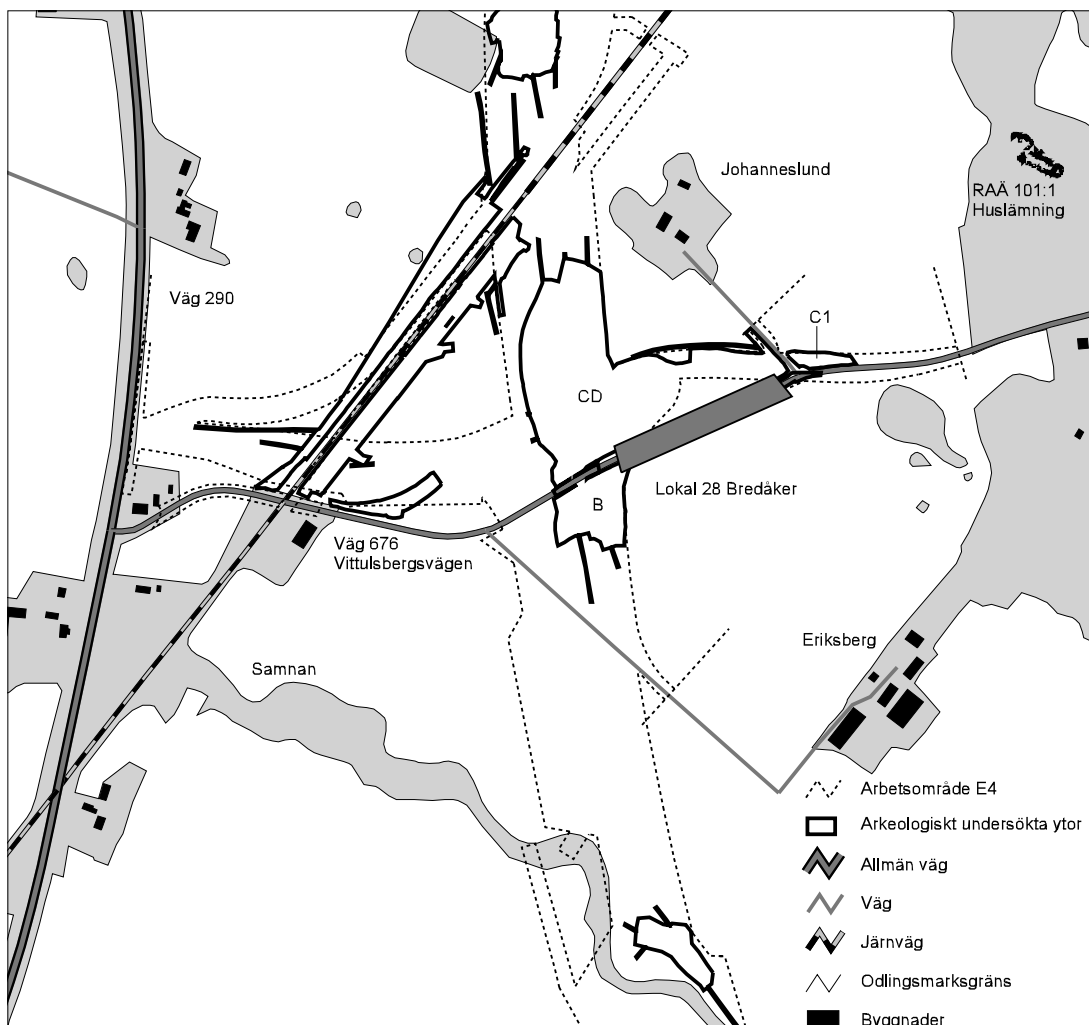 Johanneslund
RAÄ 101:1
Huslämning
Väg 290
C1
CD
Lokal 28 Bredåker
B
Väg 676
Vittulsbergsvägen
Eriksberg
Samnan
Arbetsområde E4
Arkeologiskt undersökta ytor
Allmän väg
Väg
Järnväg
Odlingsmarksgräns
Byggnader